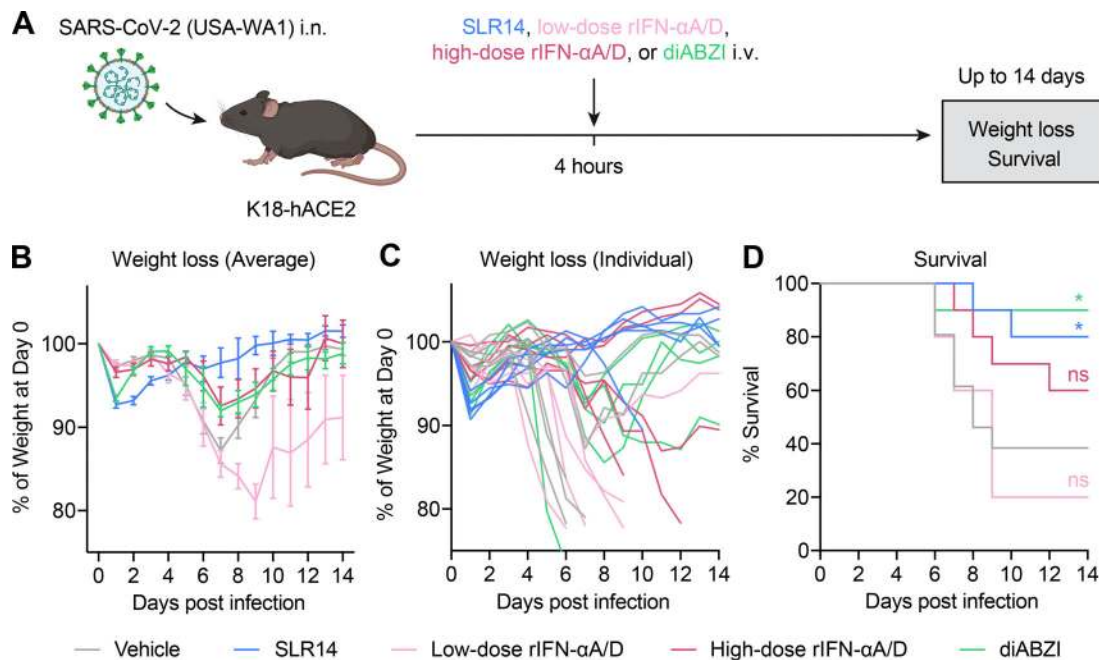 A
SARS-CoV-2 (USA-WA1) i.n.
K18-hACE2
SLR14, low-dose rIFN-αA/D,
high-dose rIFN-αA/D, or diABZI i.v.
4 hours
Up to 14 days
Weight loss
Survival
B
Weight loss (Average)
% of Weight at Day 0
100
90
80
0 2 4 6 8 10 12 14
Days post infection
C
Weight loss (Individual)
% of Weight at Day 0
100
90
80
0 2 4 6 8 10 12 14
Days post infection
D
Survival
% Survival
100
80
60
40
20
0
*
*
ns
ns
0 2 4 6 8 10 12 14
Days post infection
Vehicle SLR14 Low-dose rIFN-αA/D High-dose rIFN-αA/D diABZI